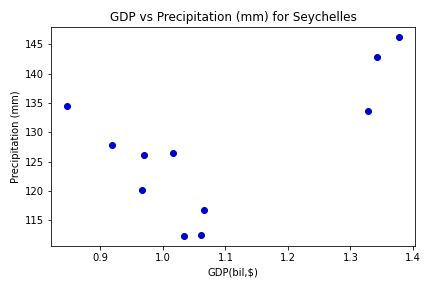 GDP vs Precipitation (mm) for Seychelles
145
140
135
130
125
120
115
Precipitation (mm)
0.9 1.0 1.1 1.2 1.3 1.4
GDP(bil,$)